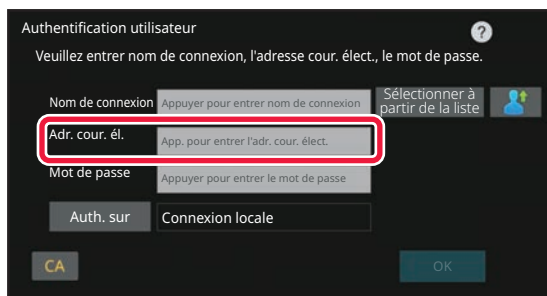 Authentification utilisateur
?
Veuillez entrer nom de connexion, l'adresse cour. élect., le mot de passe.
Nom de connexion Appuyer pour entrer nom de connexion Sélectionner à
partir de la liste
Adr. cour. él. App. pour entrer l'adr. cour. élect.
Mot de passe Appuyer pour entrer le mot de passe
Auth. sur Connexion locale
CA OK